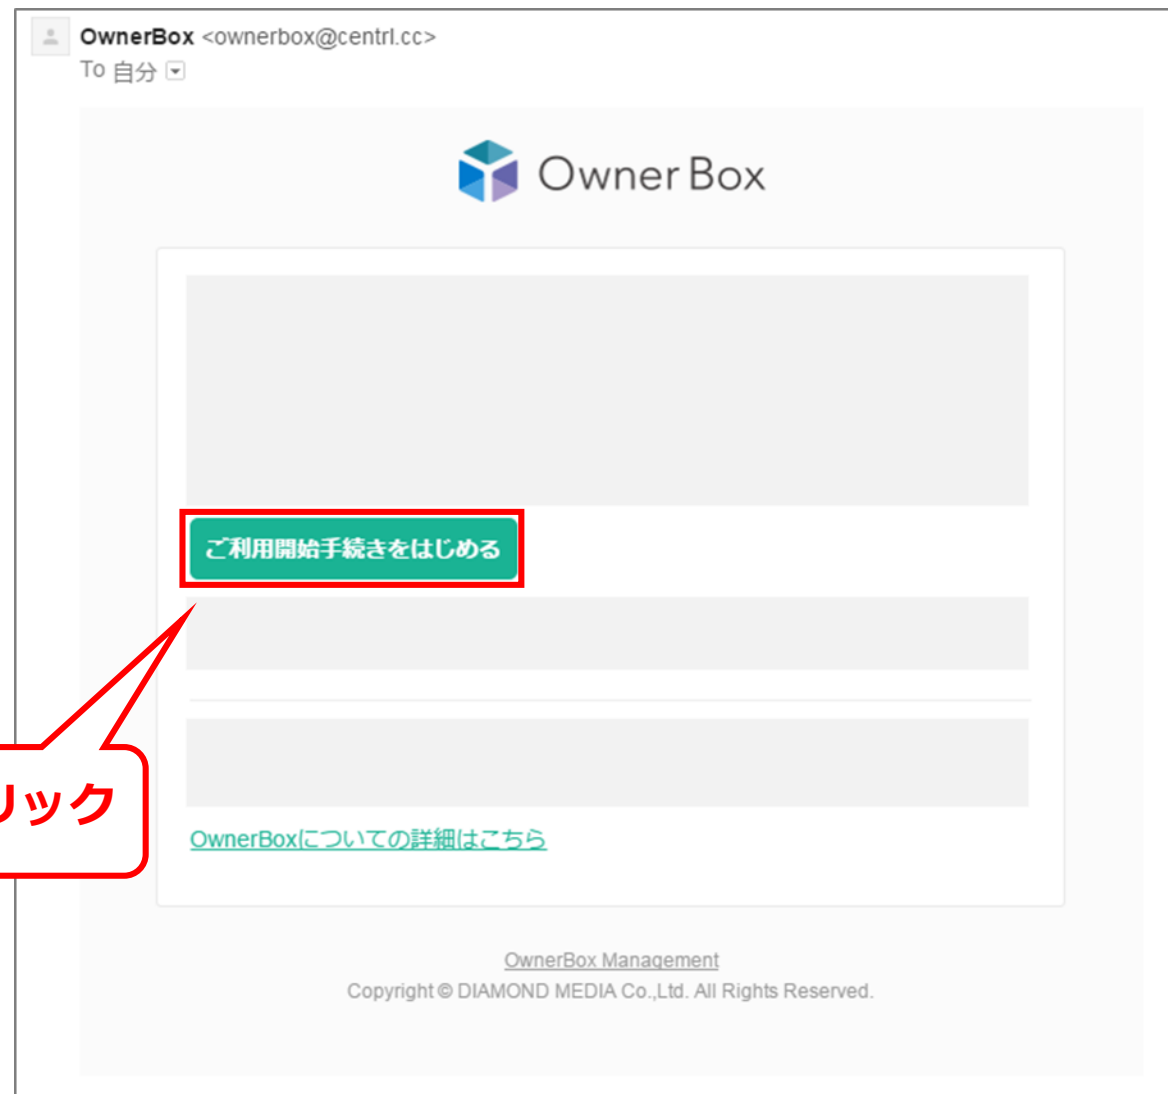 OwnerBox <ownerbox@centrl.cc>
To 自分
Owner Box
ご利用開始手続きをはじめる
リック
OwnerBoxについての詳細はこちら
OwnerBox Management
Copyright © DIAMOND MEDIA Co.,Ltd. All Rights Reserved.